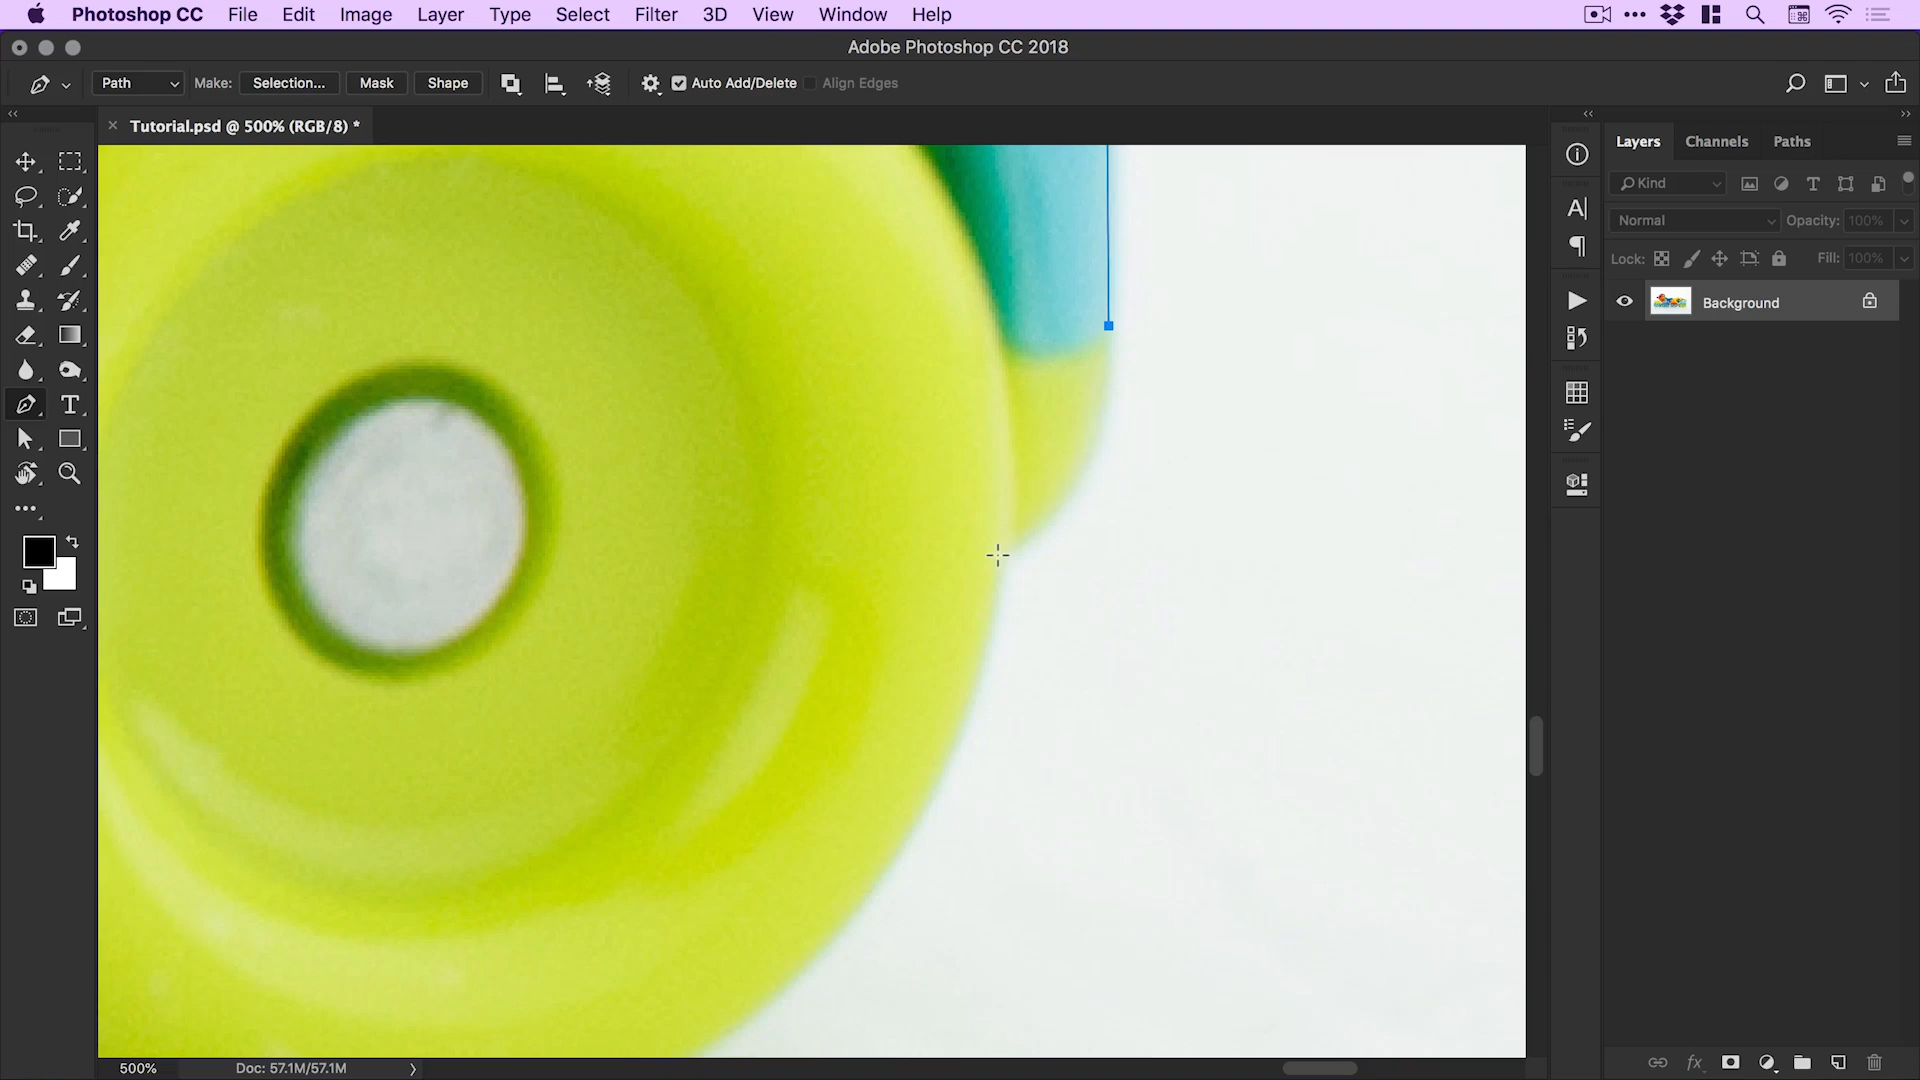 Photoshop CC File Edit Image Layer Type Select Filter 3D View Window Help
Adobe Photoshop CC 2018
Path Make: Selection... Mask Shape Auto Add/Delete Align Edges
Tutorial.psd @ 500% (RGB/8) *
Layers Channels Paths
Kind
Normal Opacity: 100%
Lock: Fill: 100%
Background
500% Doc: 57.1M/57.1M